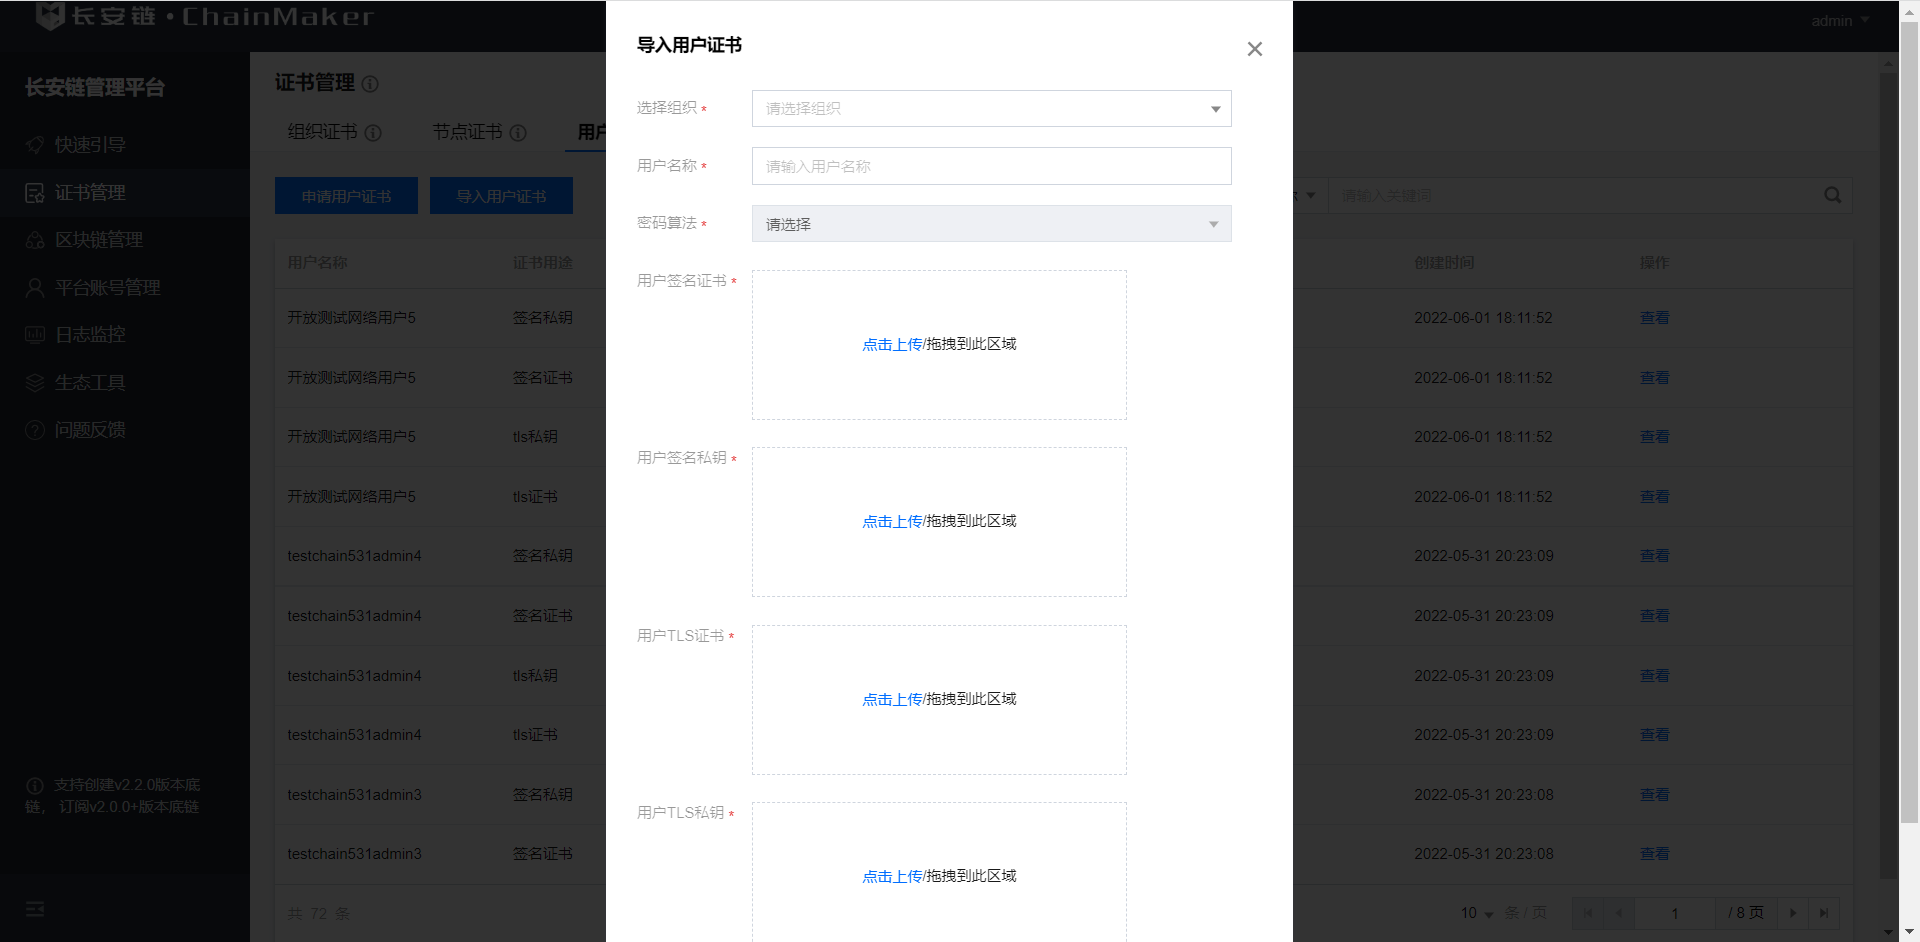 长安链·ChainMaker
admin
长安链管理平台
快速引导
证书管理
区块链管理
平台账号管理
日志监控
生态工具
问题反馈
支持创建v2.2.0版本底
链， 订阅v2.0.0+版本底链
证书管理
组织证书
节点证书
用户
申请用户证书
导入用户证书
请输入关键词
用户名称 证书用途 创建时间 操作
开放测试网络用户5 签名私钥 2022-06-01 18:11:52 查看
开放测试网络用户5 签名证书 2022-06-01 18:11:52 查看
开放测试网络用户5 tls私钥 2022-06-01 18:11:52 查看
开放测试网络用户5 tls证书 2022-06-01 18:11:52 查看
testchain531admin4 签名私钥 2022-05-31 20:23:09 查看
testchain531admin4 签名证书 2022-05-31 20:23:09 查看
testchain531admin4 tls私钥 2022-05-31 20:23:09 查看
testchain531admin4 tls证书 2022-05-31 20:23:09 查看
testchain531admin3 签名私钥 2022-05-31 20:23:08 查看
testchain531admin3 签名证书 2022-05-31 20:23:08 查看
共 72 条
10 条 / 页 1 / 8 页
导入用户证书
选择组织 * 请选择组织
用户名称 * 请输入用户名称
密码算法 * 请选择
用户签名证书 *
点击上传/拖拽到此区域
用户签名私钥 *
点击上传/拖拽到此区域
用户TLS证书 *
点击上传/拖拽到此区域
用户TLS私钥 *
点击上传/拖拽到此区域